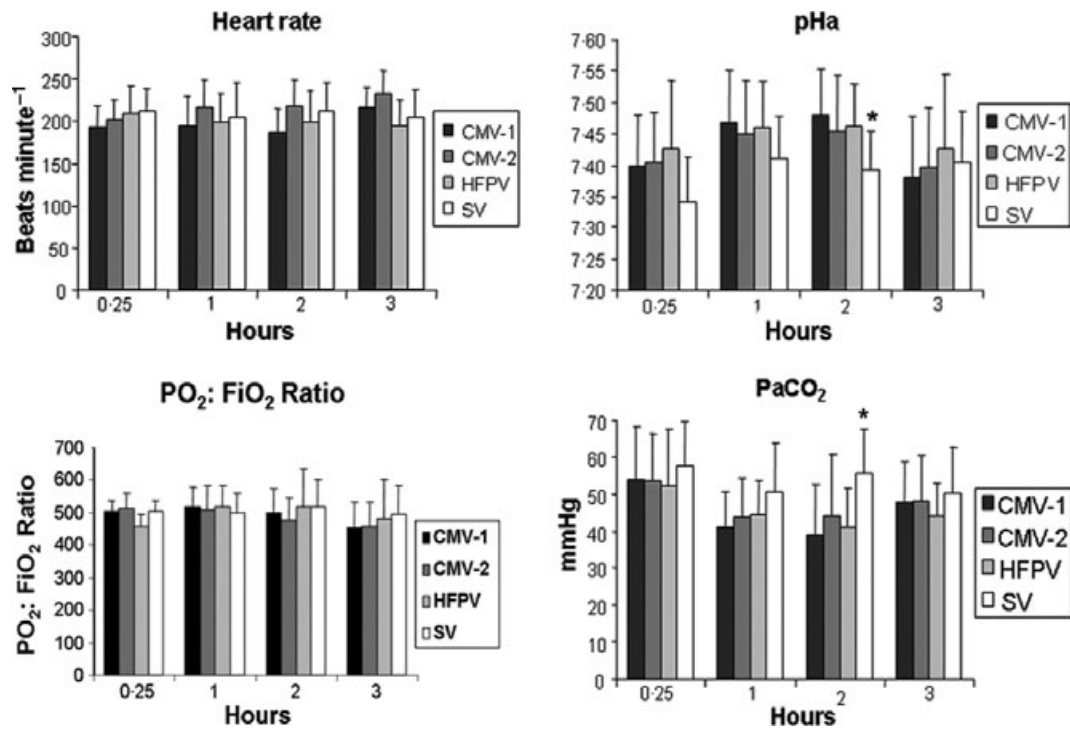 Heart rate
Beats minute⁻¹
300
250
200
150
100
50
0
0·25 1 2 3
Hours
CMV-1
CMV-2
HFPV
SV
pHa
7·60
7·55
7·50
7·45
7·40
7·35
7·30
7·25
7·20
*
0·25 1 2 3
Hours
CMV-1
CMV-2
HFPV
SV
PO₂: FiO₂ Ratio
PO₂: FiO₂ Ratio
700
600
500
400
300
200
100
0
0·25 1 2 3
Hours
CMV-1
CMV-2
HFPV
SV
PaCO₂
mmHg
70
60
50
40
30
20
10
0
*
0·25 1 2 3
Hours
CMV-1
CMV-2
HFPV
SV